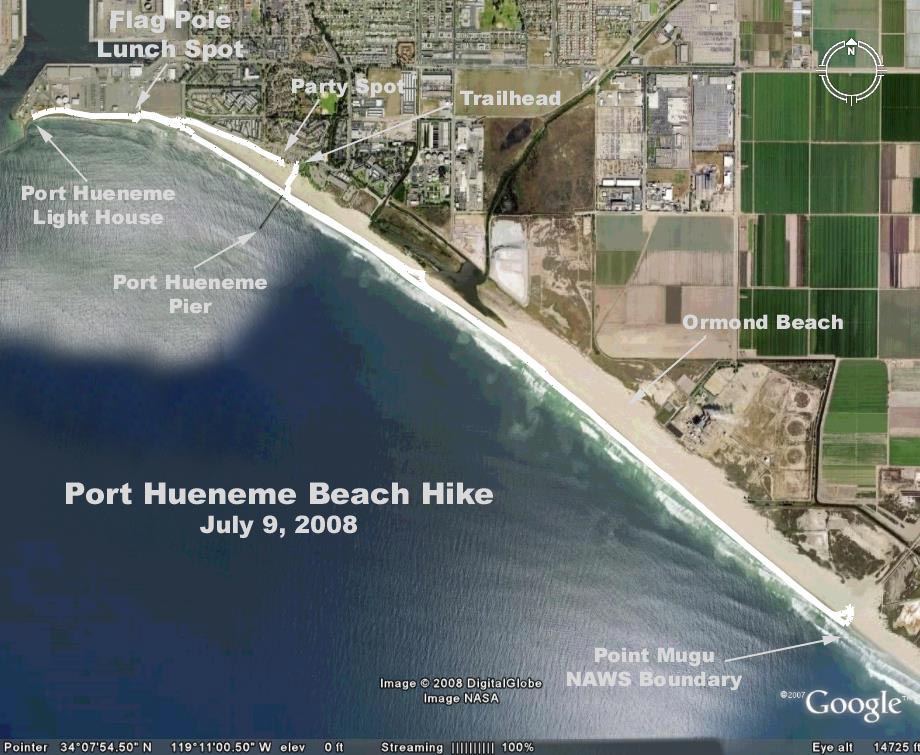 Flag Pole
Lunch Spot
N
Party Spot
Trailhead
Port Hueneme
Light House
Port Hueneme
Pier
Ormond Beach
Port Hueneme Beach Hike
July 9, 2008
Point Mugu
NAWS Boundary
Image © 2008 DigitalGlobe
Image NASA
©2007 Google™
Pointer 34°07'54.50" N 119°11'00.50" W elev 0 ft Streaming ||||||||| 100% Eye alt 14725 f